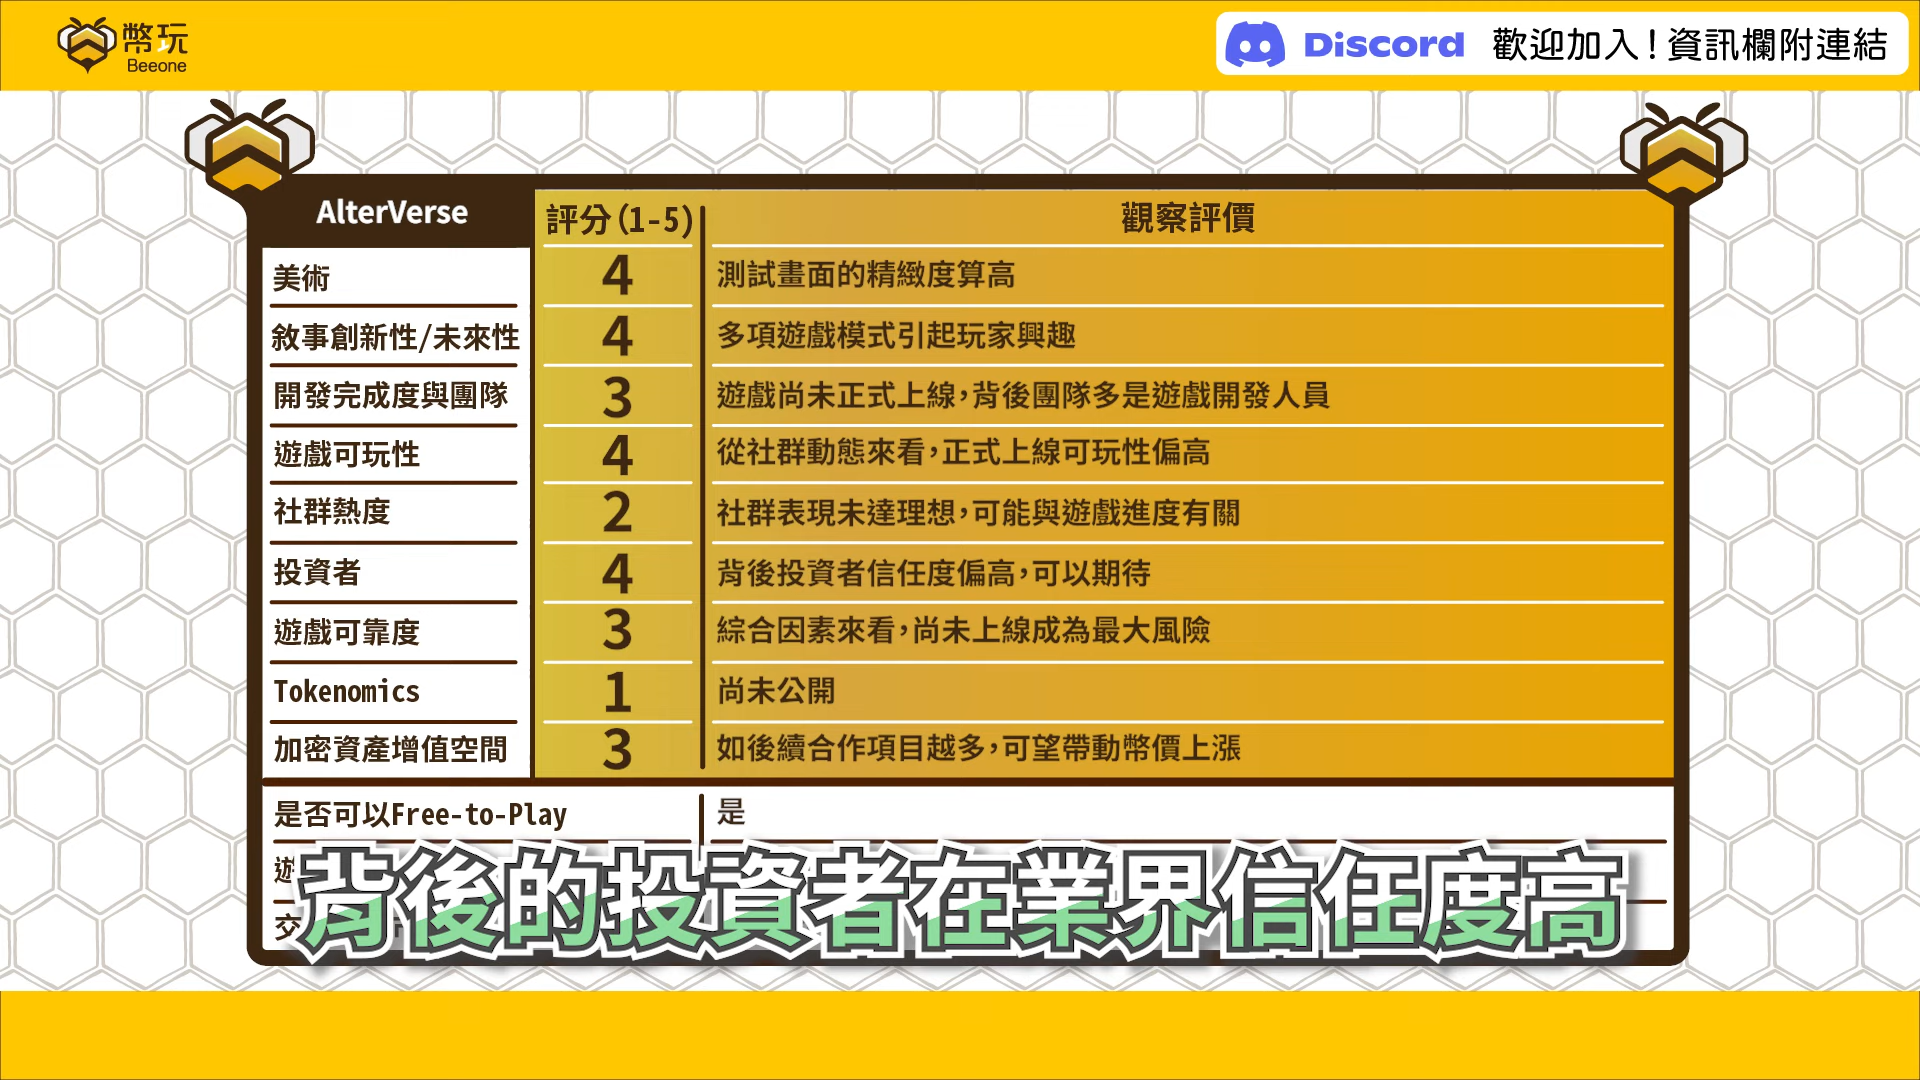 幣玩
Beeone
Discord 歡迎加入！資訊欄附連結
AlterVerse 評分(1-5) 觀察評價
美術 4 測試畫面的精緻度算高
敘事創新性/未來性 4 多項遊戲模式引起玩家興趣
開發完成度與團隊 3 遊戲尚未正式上線，背後團隊多是遊戲開發人員
遊戲可玩性 4 從社群動態來看，正式上線可玩性偏高
社群熱度 2 社群表現未達理想，可能與遊戲進度有關
投資者 4 背後投資者信任度偏高，可以期待
遊戲可靠度 3 綜合因素來看，尚未上線成為最大風險
Tokenomics 1 尚未公開
加密資產增值空間 3 如後續合作項目越多，可望帶動幣價上漲
是否可以Free-to-Play 是
遊
交
背後的投資者在業界信任度高